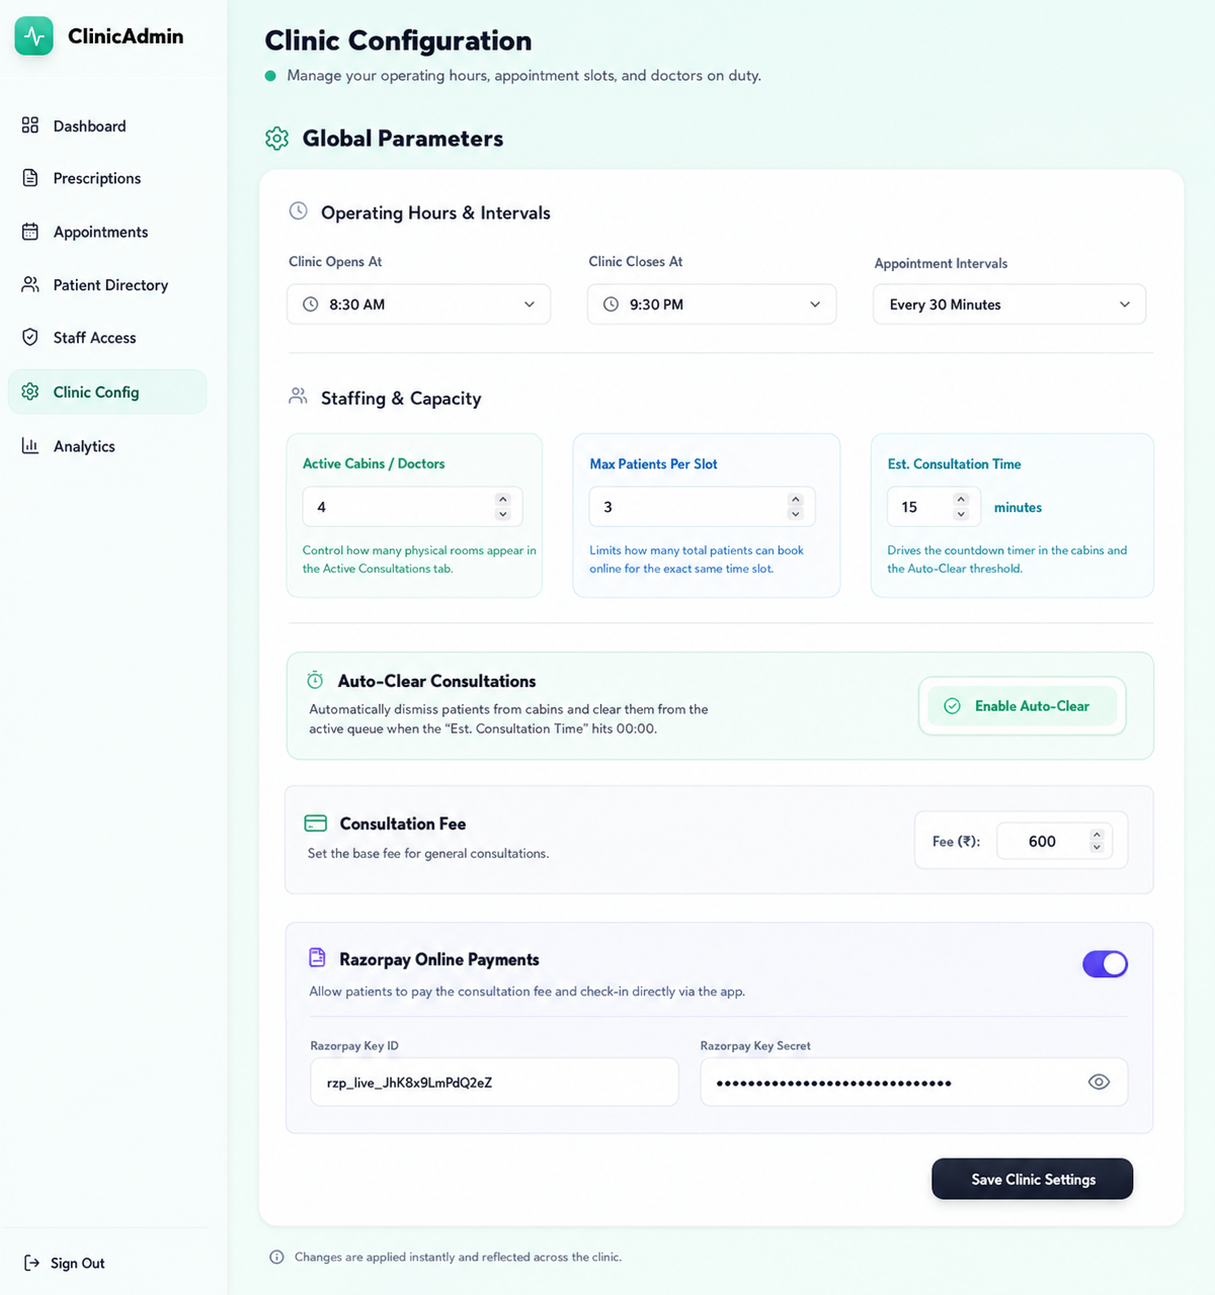 ClinicAdmin
Dashboard
Prescriptions
Appointments
Patient Directory
Staff Access
Clinic Config
Analytics
Sign Out
Clinic Configuration
Manage your operating hours, appointment slots, and doctors on duty.
Global Parameters
Operating Hours & Intervals
Clinic Opens At
8:30 AM
Clinic Closes At
9:30 PM
Appointment Intervals
Every 30 Minutes
Staffing & Capacity
Active Cabins / Doctors
4
Control how many physical rooms appear in
the Active Consultations tab.
Max Patients Per Slot
3
Limits how many total patients can book
online for the exact same time slot.
Est. Consultation Time
15 minutes
Drives the countdown timer in the cabins and
the Auto-Clear threshold.
Auto-Clear Consultations
Automatically dismiss patients from cabins and clear them from the
active queue when the “Est. Consultation Time” hits 00:00.
Enable Auto-Clear
Consultation Fee
Set the base fee for general consultations.
Fee (₹): 600
Razorpay Online Payments
Allow patients to pay the consultation fee and check-in directly via the app.
Razorpay Key ID
rzp_live_JhK8x9LmPdQ2eZ
Razorpay Key Secret
••••••••••••••••••••••••••••••
Save Clinic Settings
Changes are applied instantly and reflected across the clinic.